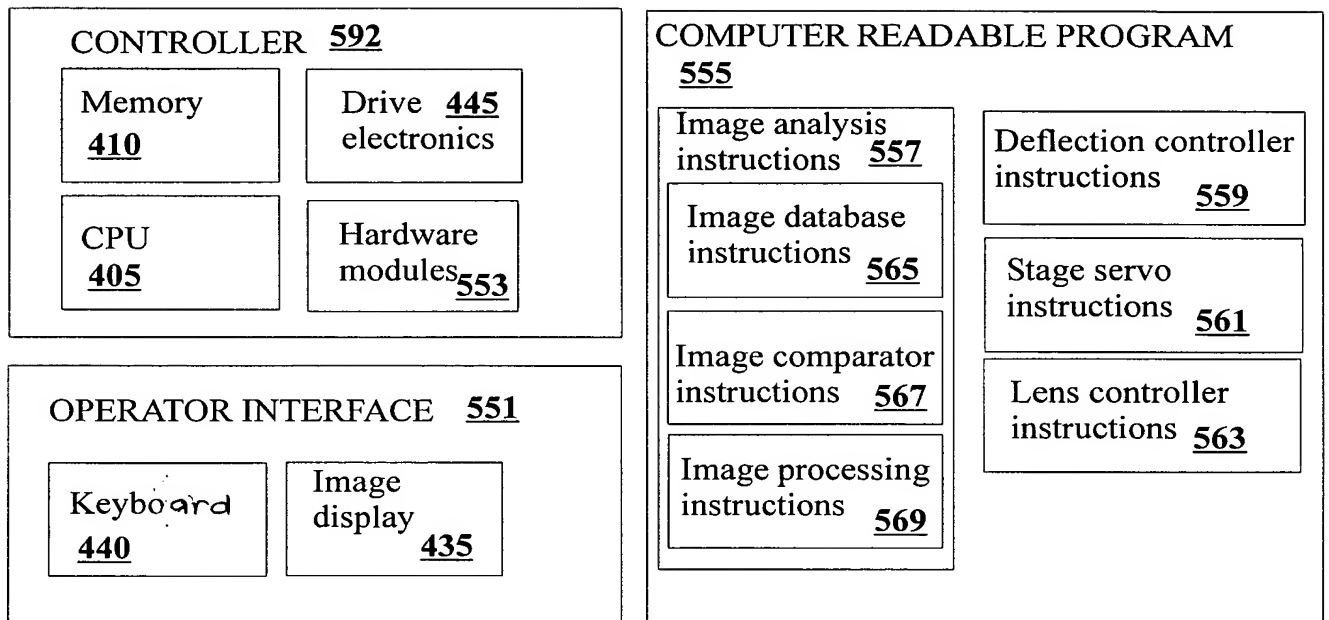 CONTROLLER 592
Memory
410
Drive 445
electronics
CPU
405
Hardware
modules 553
OPERATOR INTERFACE 551
Keyboard
440
Image
display
435
COMPUTER READABLE PROGRAM
555
Image analysis
instructions 557
Image database
instructions
565
Image comparator
instructions 567
Image processing
instructions
569
Deflection controller
instructions
559
Stage servo
instructions
561
Lens controller
instructions
563